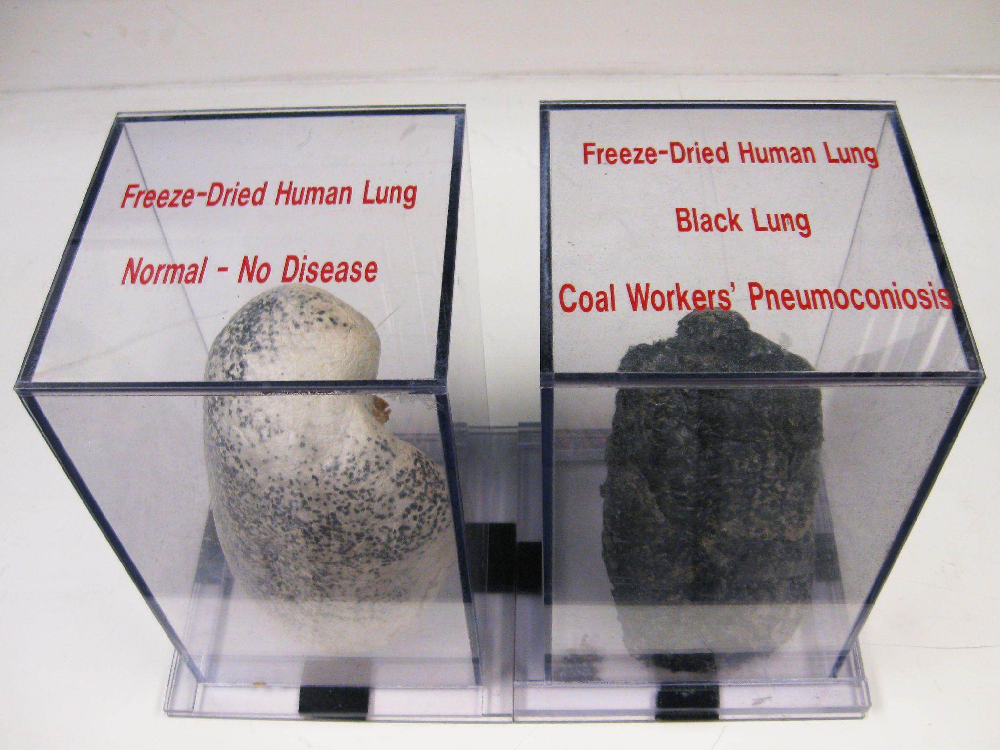 Freeze-Dried Human Lung
Normal - No Disease
Freeze-Dried Human Lung
Black Lung
Coal Workers' Pneumoconiosis